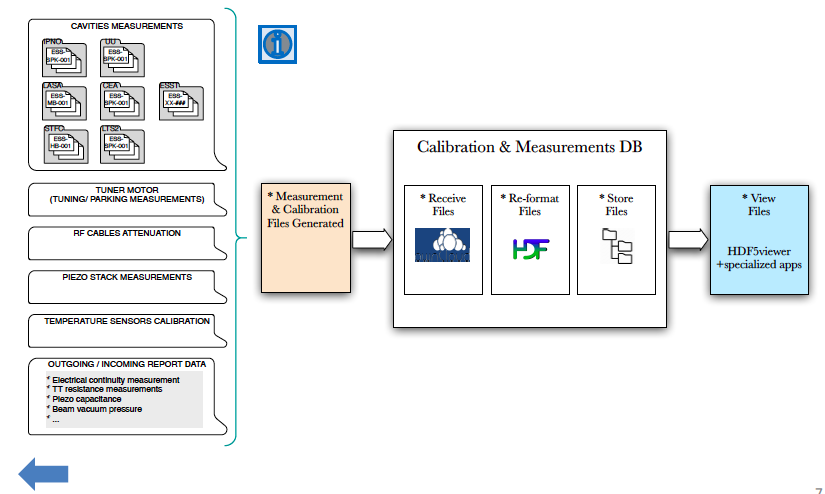 CAVITIES MEASUREMENTS
IPNO
UU
ESS-
SPK-001
ESS-
SPK-001
LASA
CEA
ESST
ESS-
MB-001
ESS-
SPK-001
ESS-
XX-###
STFC
LTS2
ESS-
HB-001
ESS-
SPK-001
TUNER MOTOR
(TUNING/ PARKING MEASUREMENTS)
RF CABLES ATTENUATION
PIEZO STACK MEASUREMENTS
TEMPERATURE SENSORS CALIBRATION
OUTGOING / INCOMING REPORT DATA
* Electrical continuity measurement
* TT resistance measurements
* Piezo capacitance
* Beam vacuum pressure
* ...
* Measurement
& Calibration
Files Generated
Calibration & Measurements DB
* Receive
Files
* Re-format
Files
HDF
* Store
Files
* View
Files
HDF5viewer
+specialized apps
7